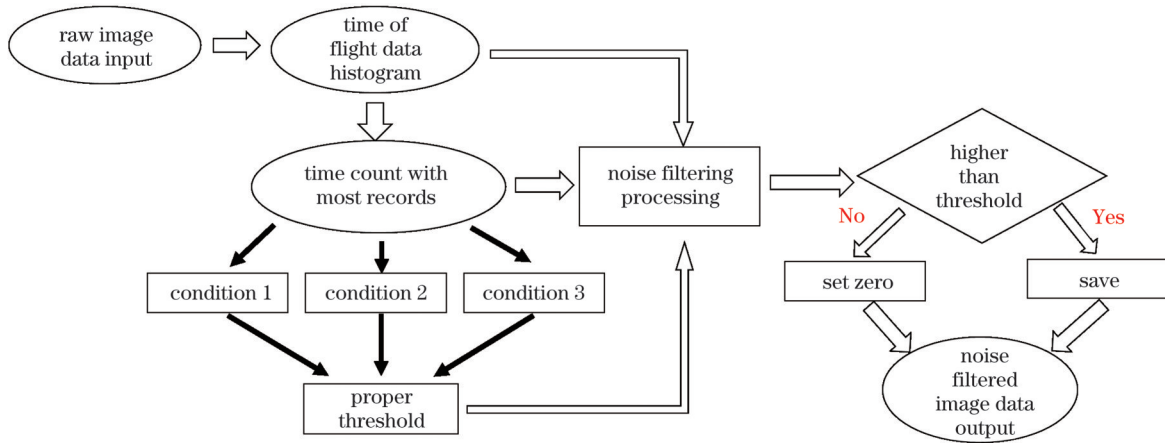 raw image
data input
time of
flight data
histogram
time count with
most records
noise filtering
processing
higher
than
threshold
No
Yes
condition 1
condition 2
condition 3
set zero
save
proper
threshold
noise
filtered
image data
output